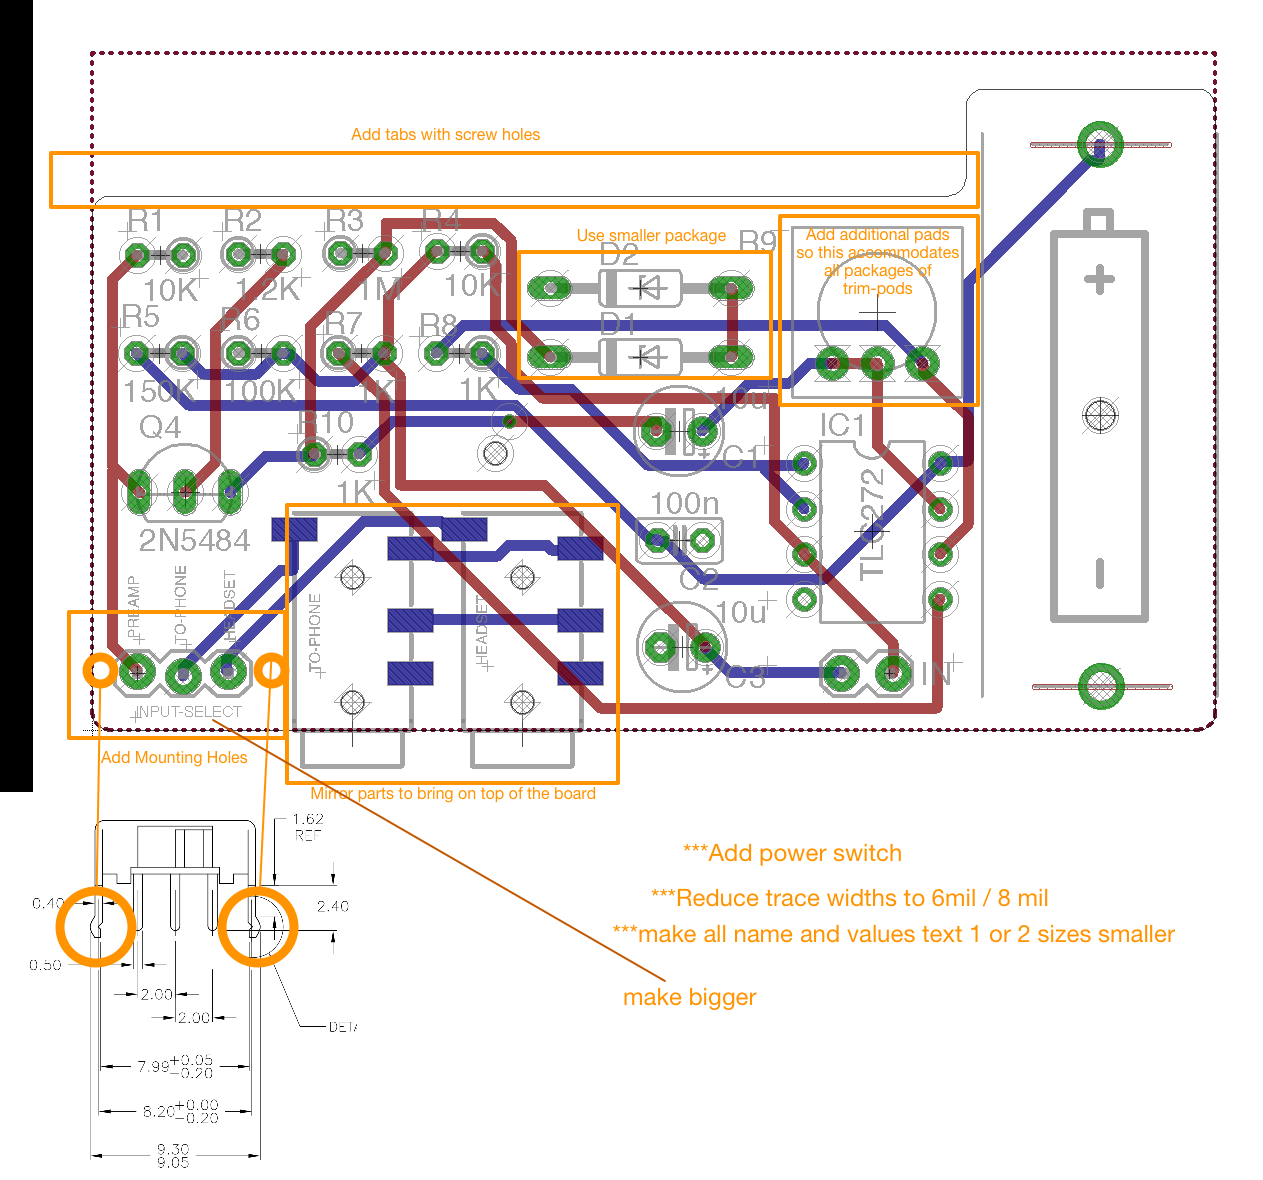 Add tabs with screw holes
R1
R2
R3
R4
Use smaller package
R9
Add additional pads
so this accommodates
all packages of
trim-pods
D2
10K
1.2K
1M
10K
R5
R6
R7
R8
D1
150K
100K
1K
1K
10u
Q4
R10
IC1
C1
1K
100n
TLC272
2N5484
C2
PREAMP
TO-PHONE
HEADSET
TO-PHONE
HEADSET
10u
C3
IN
INPUT-SELECT
Add Mounting Holes
Mirror parts to bring on top of the board
1.62
REF
***Add power switch
0.40
2.40
***Reduce trace widths to 6mil / 8 mil
***make all name and values text 1 or 2 sizes smaller
0.50
2.00
make bigger
2.00
DETA
7.99+0.05
-0.20
8.20+0.00
-0.20
9.30
9.05